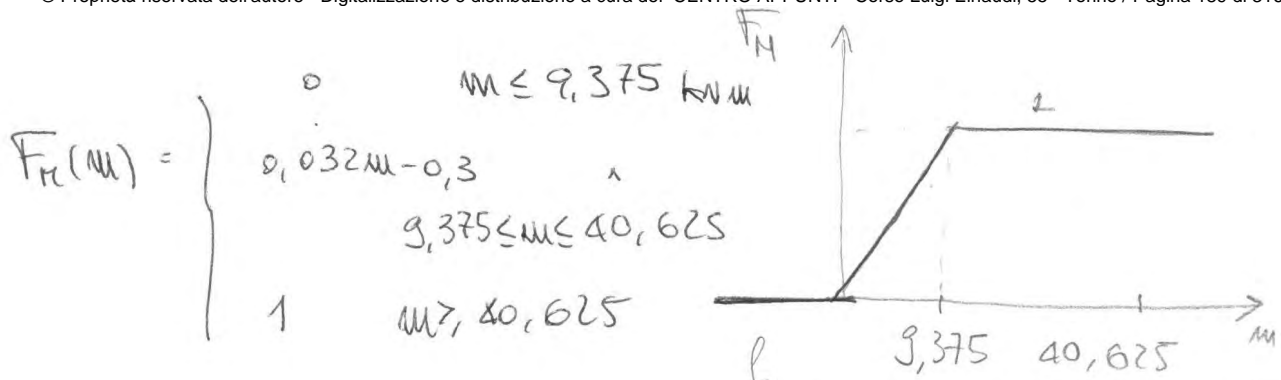 F_M(m) = { 0 m ≤ 9,375 kNm
0,032m-0,3
9,375≤m≤40,625
1 m≥40,625
F_M
1
9,375 40,625 m